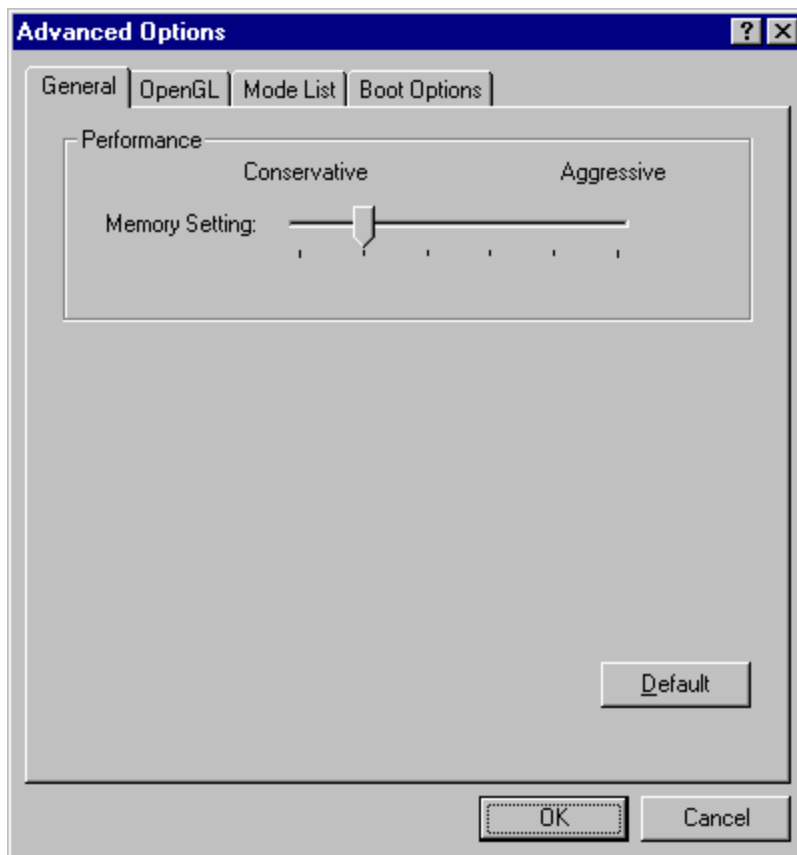 Advanced Options
General OpenGL Mode List Boot Options
Performance
Conservative Aggressive
Memory Setting:
Default
OK Cancel